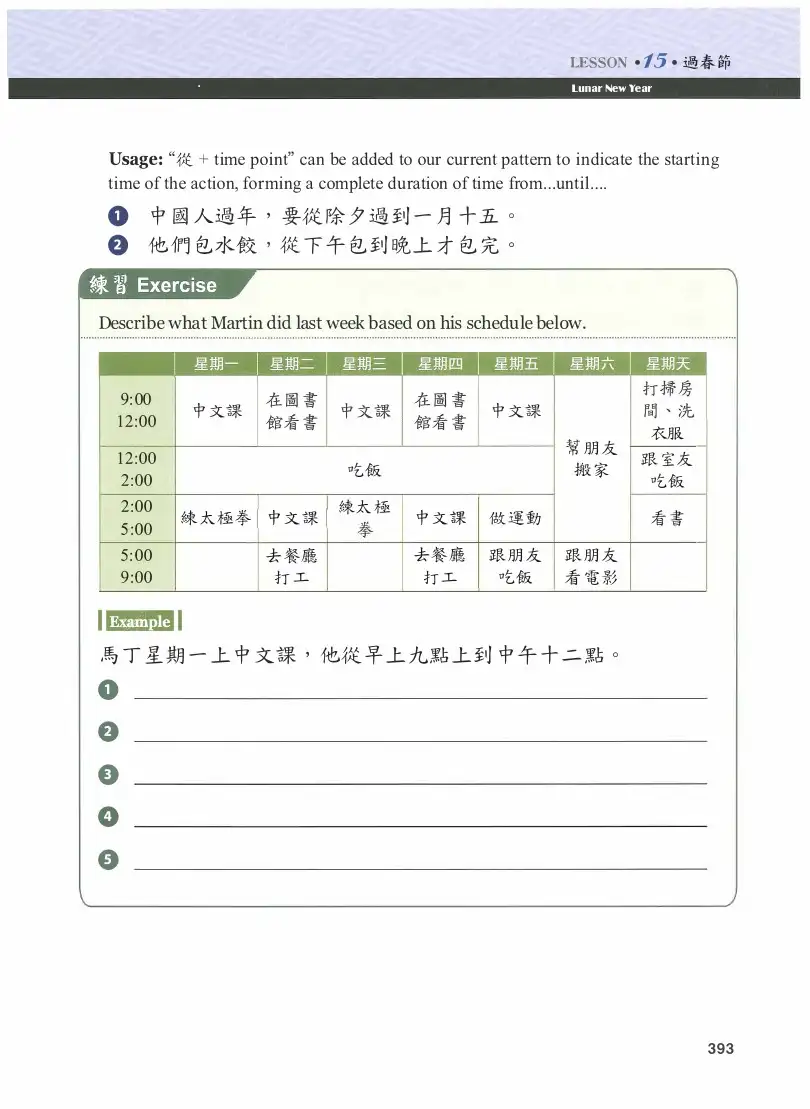 LESSON •15• 過春節
Lunar New Year
Usage: “從 + time point” can be added to our current pattern to indicate the starting
time of the action, forming a complete duration of time from...until....
1 中國人過年，要從除夕過到一月十五。
2 他們包水餃，從下午包到晚上才包完。
練習 Exercise
Describe what Martin did last week based on his schedule below.
星期一 星期二 星期三 星期四 星期五 星期六 星期天
9:00
12:00
中文課
在圖書
館看書
中文課
在圖書
館看書
中文課
幫朋友
搬家
打掃房
間、洗
衣服
12:00
2:00
吃飯
跟室友
吃飯
2:00
5:00
練太極拳
中文課
練太極
拳
中文課
做運動
看書
5:00
9:00
去餐廳
打工
去餐廳
打工
跟朋友
吃飯
跟朋友
看電影
Example
馬丁星期一上中文課，他從早上九點上到中午十二點。
1
2
3
4
5
393